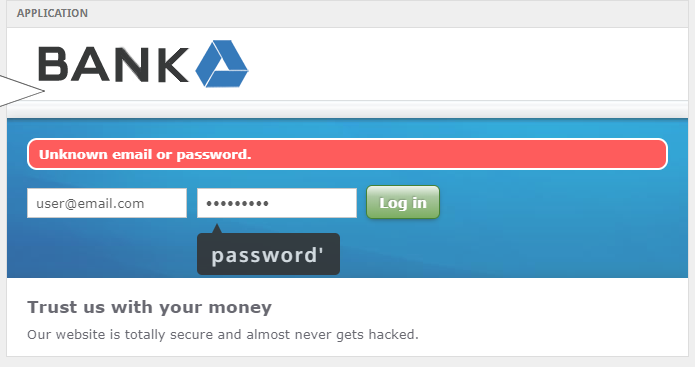 APPLICATION
BANK
Unknown email or password.
user@email.com ••••••••• Log in
password'
Trust us with your money
Our website is totally secure and almost never gets hacked.